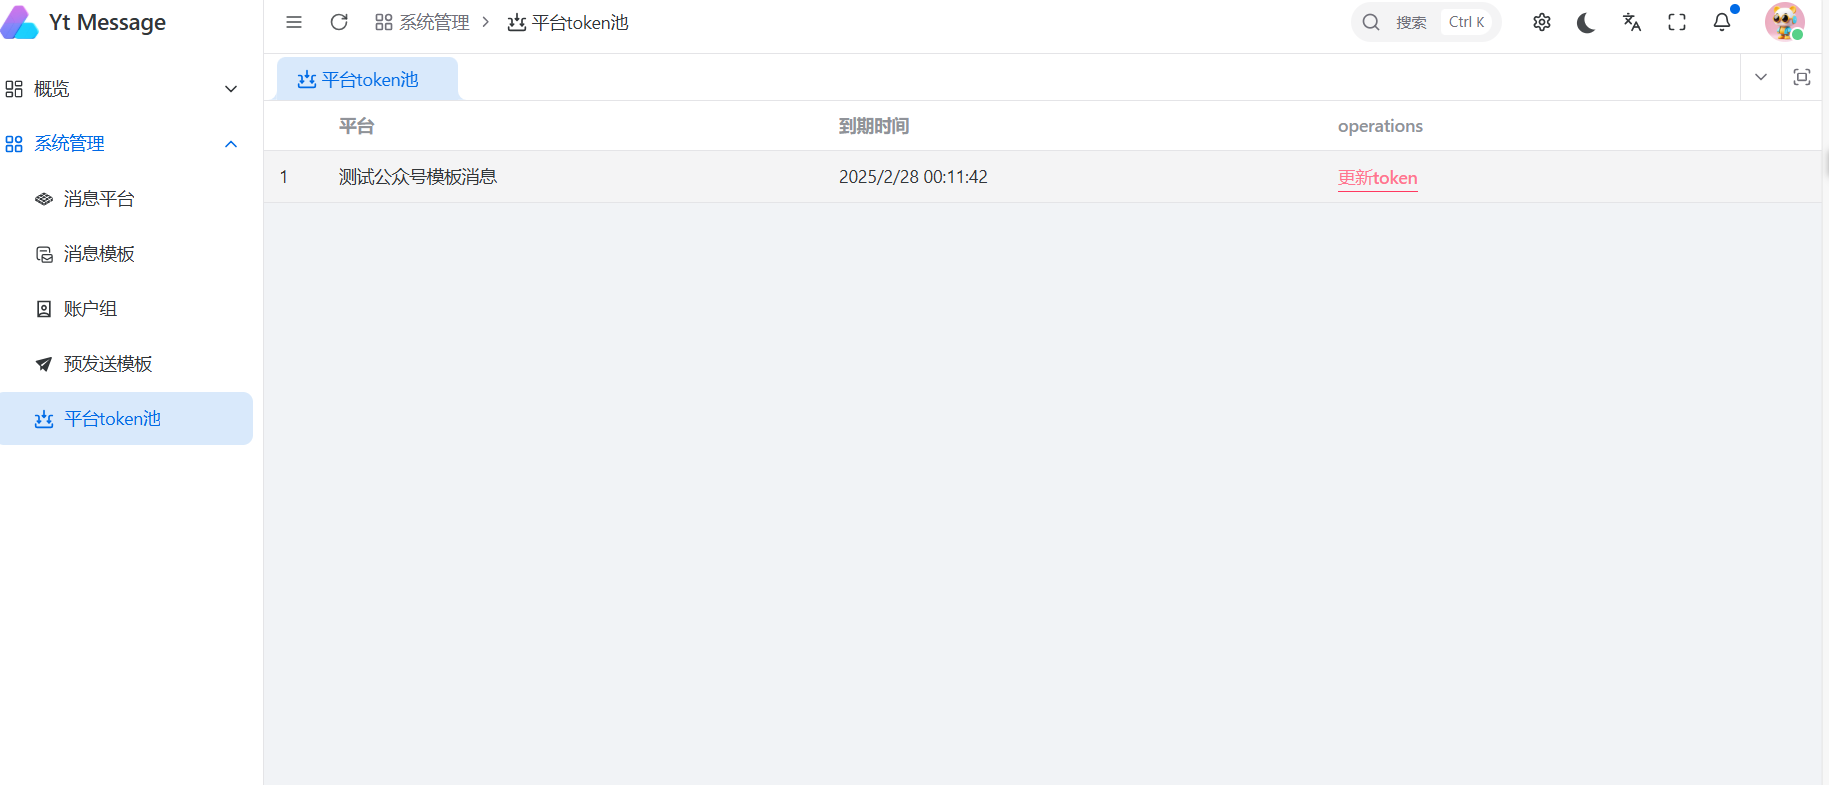 Yt Message
系统管理
平台token池
搜索
Ctrl K
概览
系统管理
消息平台
消息模板
账户组
预发送模板
平台token池
平台token池
平台
到期时间
operations
1
测试公众号模板消息
2025/2/28 00:11:42
更新token